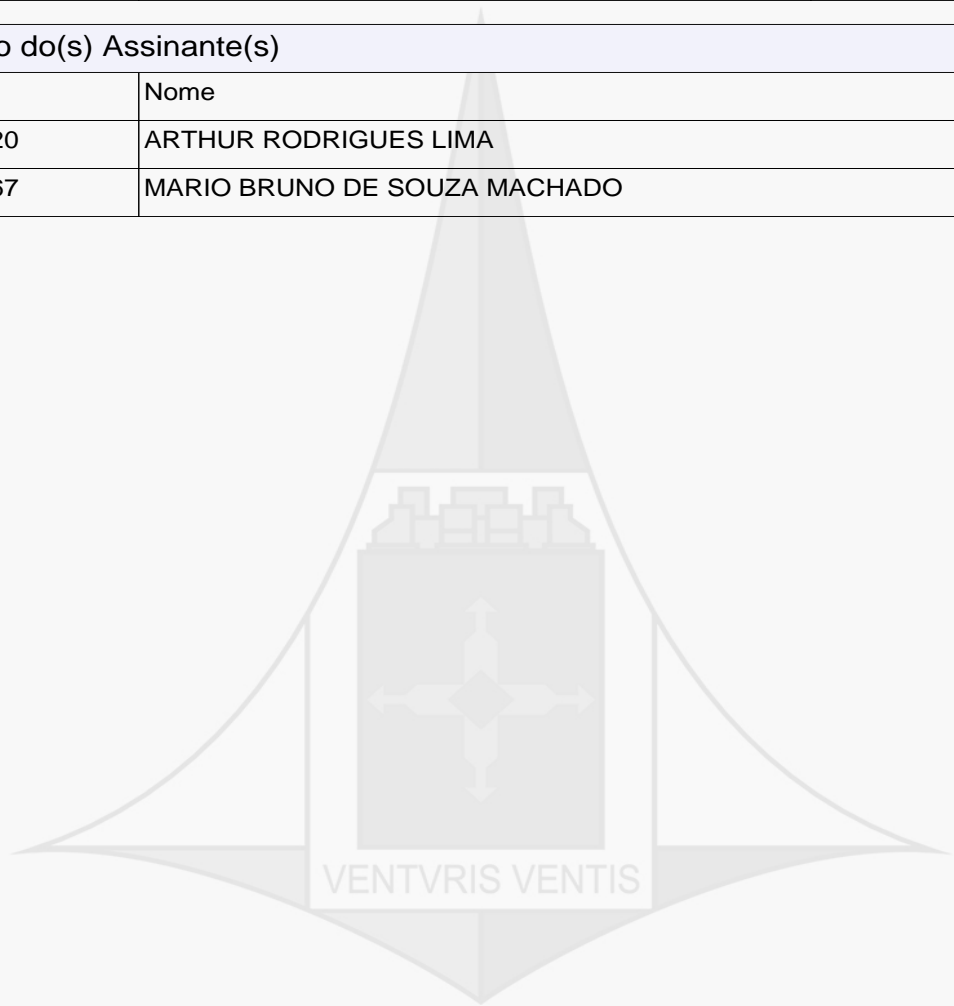 o do(s) Assinante(s)
Nome
20 ARTHUR RODRIGUES LIMA
67 MARIO BRUNO DE SOUZA MACHADO
VENTVRIS VENTIS